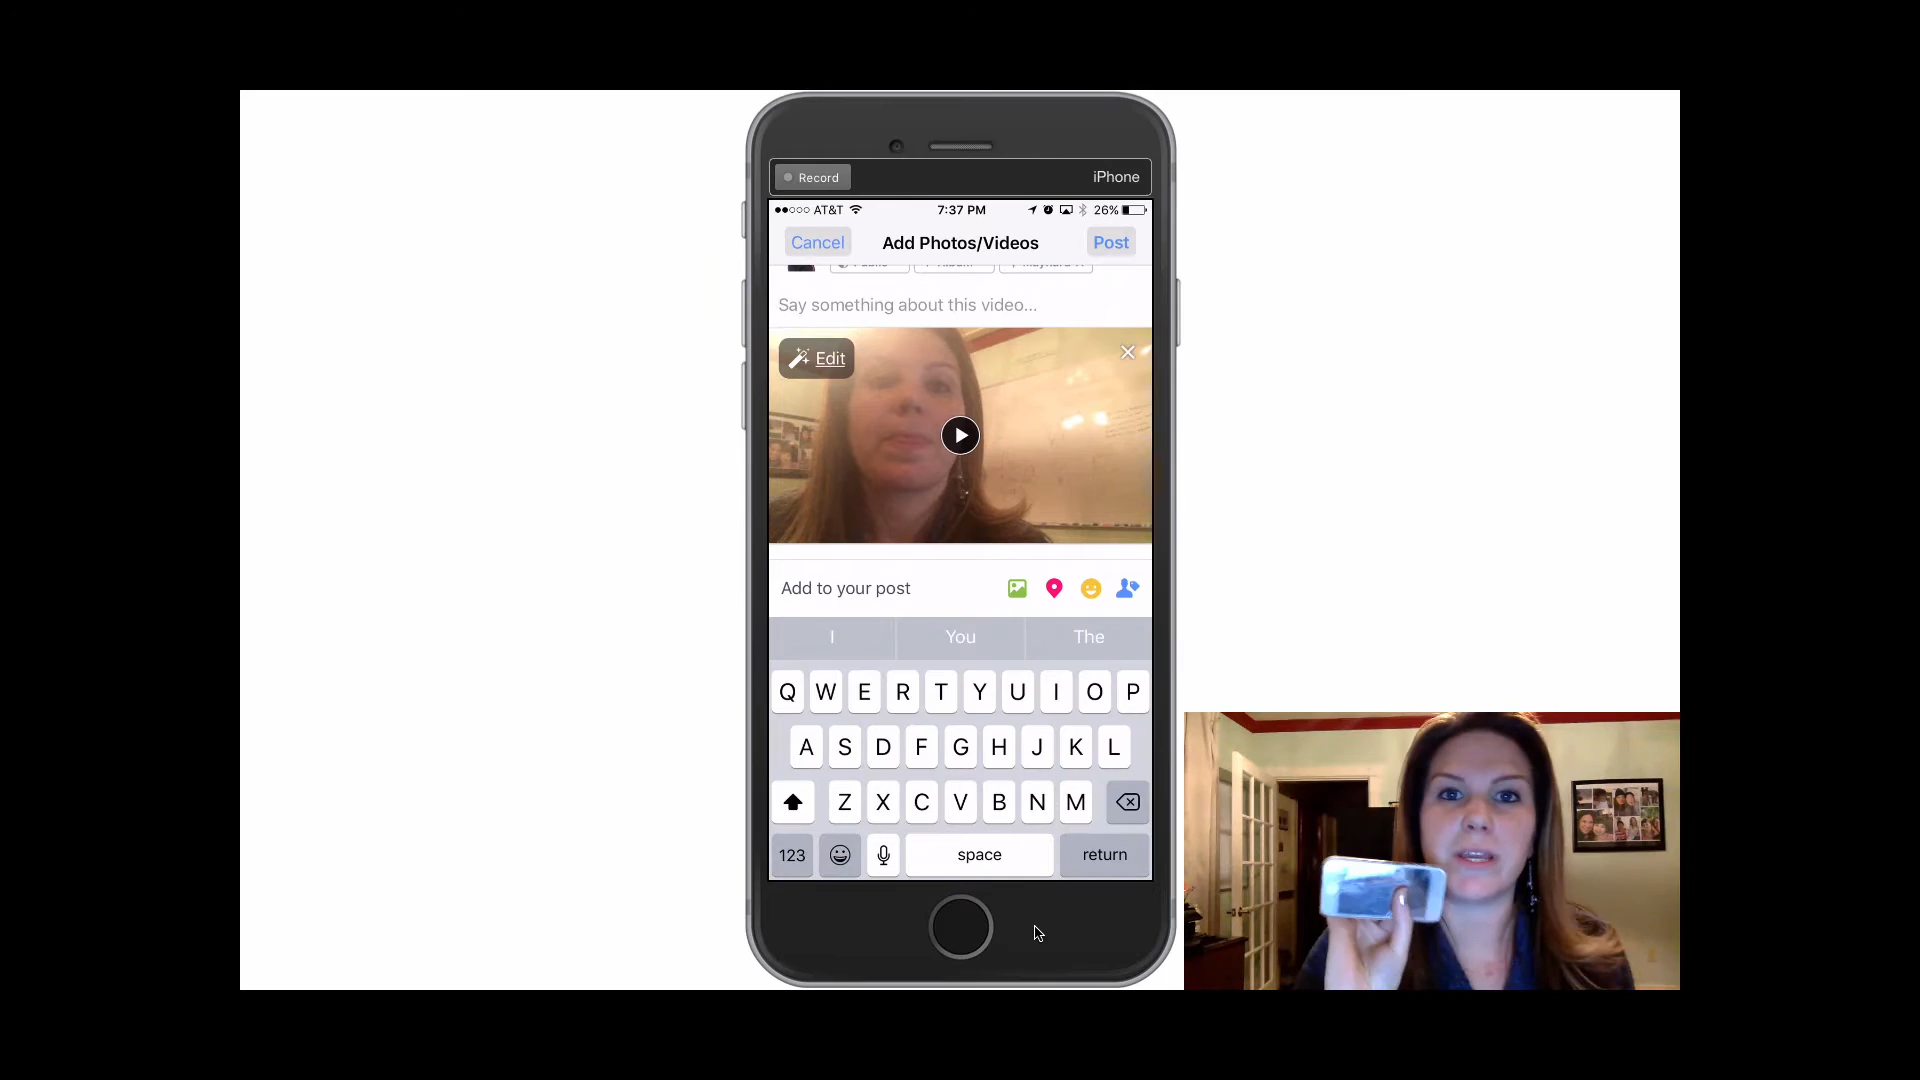 Record
iPhone
AT&T 7:37 PM 26%
Cancel Add Photos/Videos Post
Say something about this video...
Edit
Add to your post
I You The
Q W E R T Y U I O P
A S D F G H J K L
Z X C V B N M
123 space return